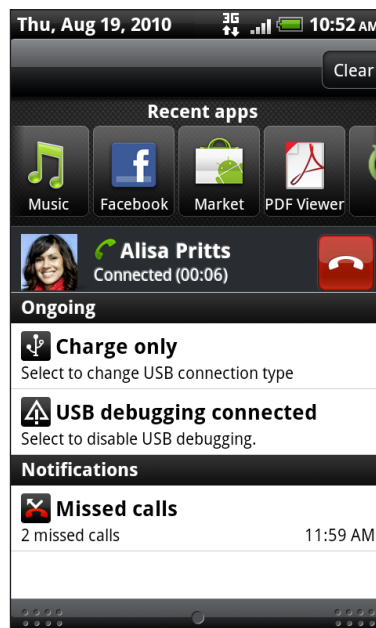 Thu, Aug 19, 2010 3G 10:52 AM
Clear
Recent apps
Music Facebook Market PDF Viewer
Alisa Pritts
Connected (00:06)
Ongoing
Charge only
Select to change USB connection type
USB debugging connected
Select to disable USB debugging.
Notifications
Missed calls
2 missed calls 11:59 AM